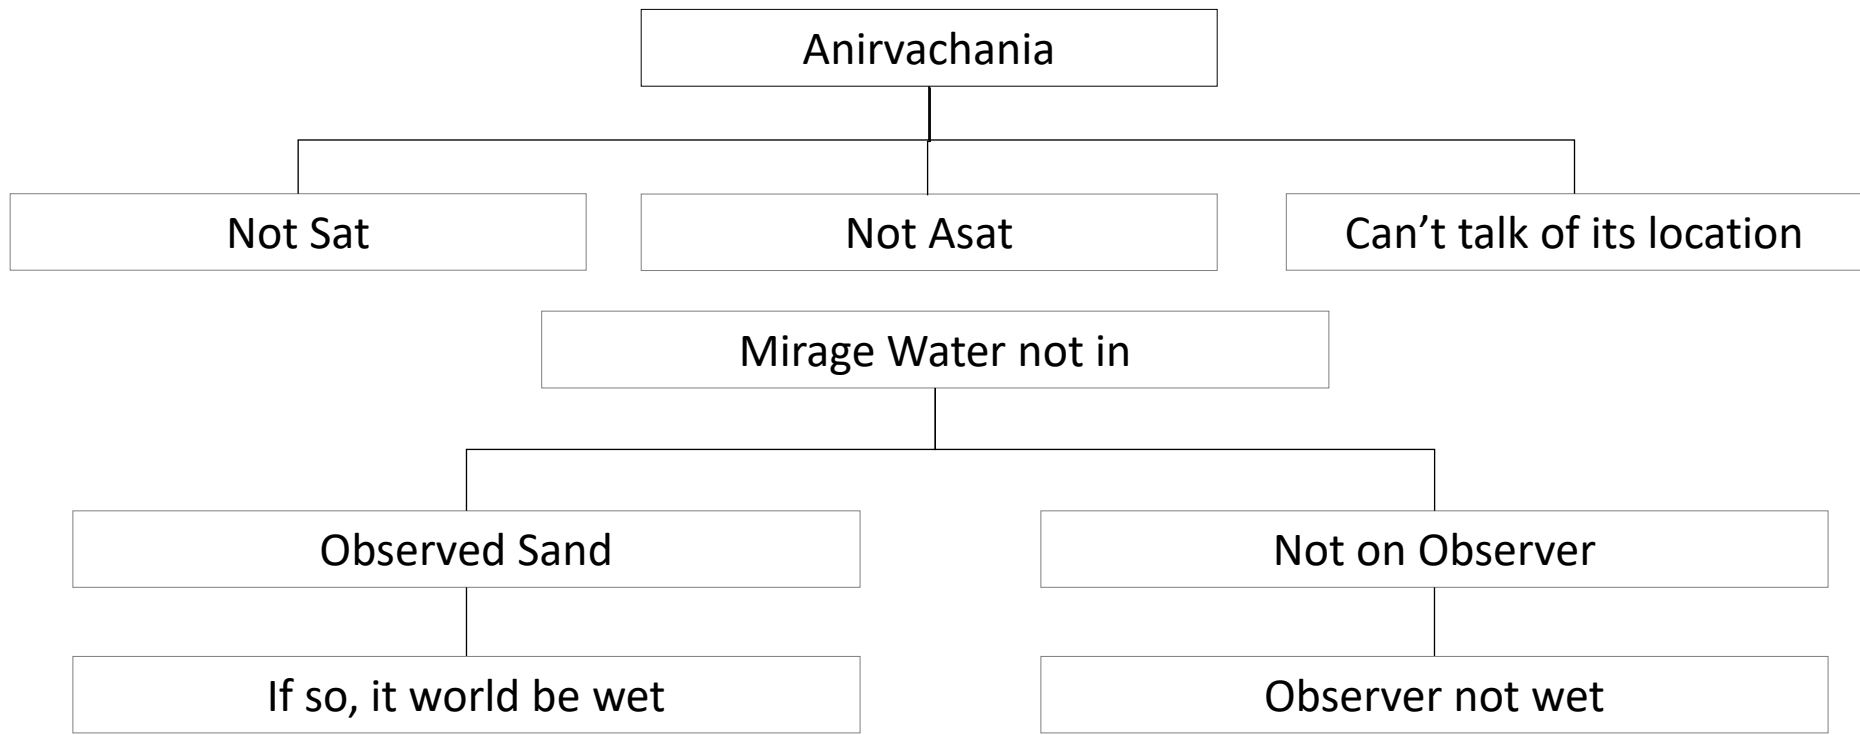 Anirvachania
Not Sat
Not Asat
Can’t talk of its location
Mirage Water not in
Observed Sand
Not on Observer
If so, it world be wet
Observer not wet